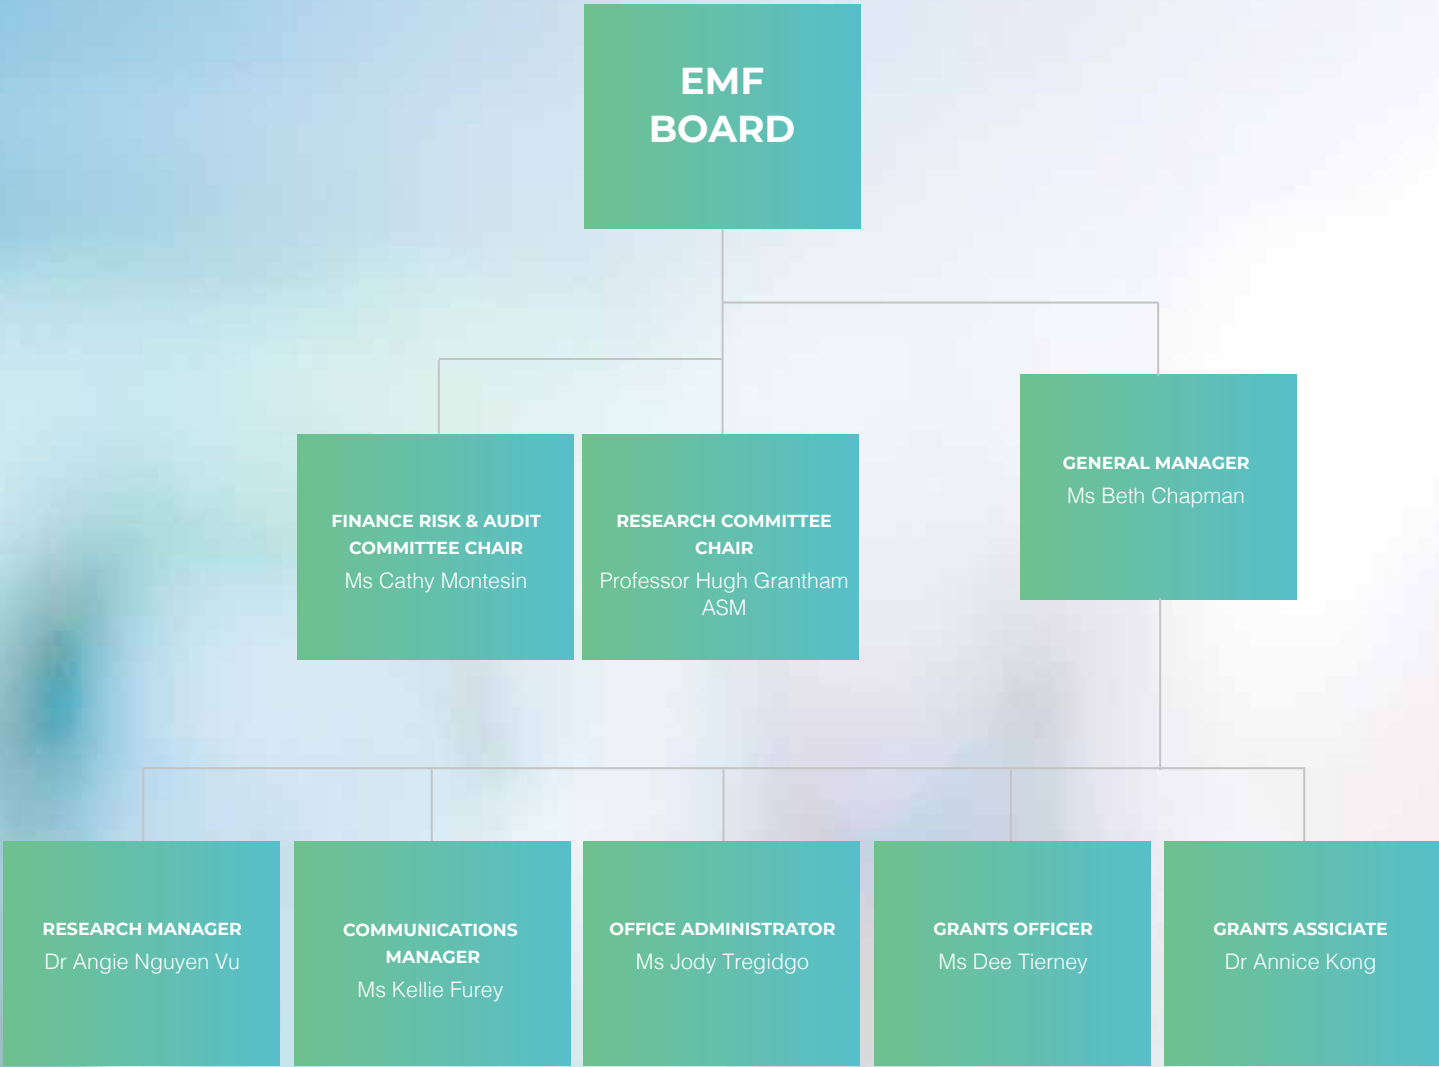 EMF
BOARD
GENERAL MANAGER
Ms Beth Chapman
FINANCE RISK & AUDIT
COMMITTEE CHAIR
Ms Cathy Montesin
RESEARCH COMMITTEE
CHAIR
Professor Hugh Grantham
ASM
RESEARCH MANAGER
Dr Angie Nguyen Vu
COMMUNICATIONS
MANAGER
Ms Kellie Furey
OFFICE ADMINISTRATOR
Ms Jody Tregidgo
GRANTS OFFICER
Ms Dee Tierney
GRANTS ASSICIATE
Dr Annice Kong